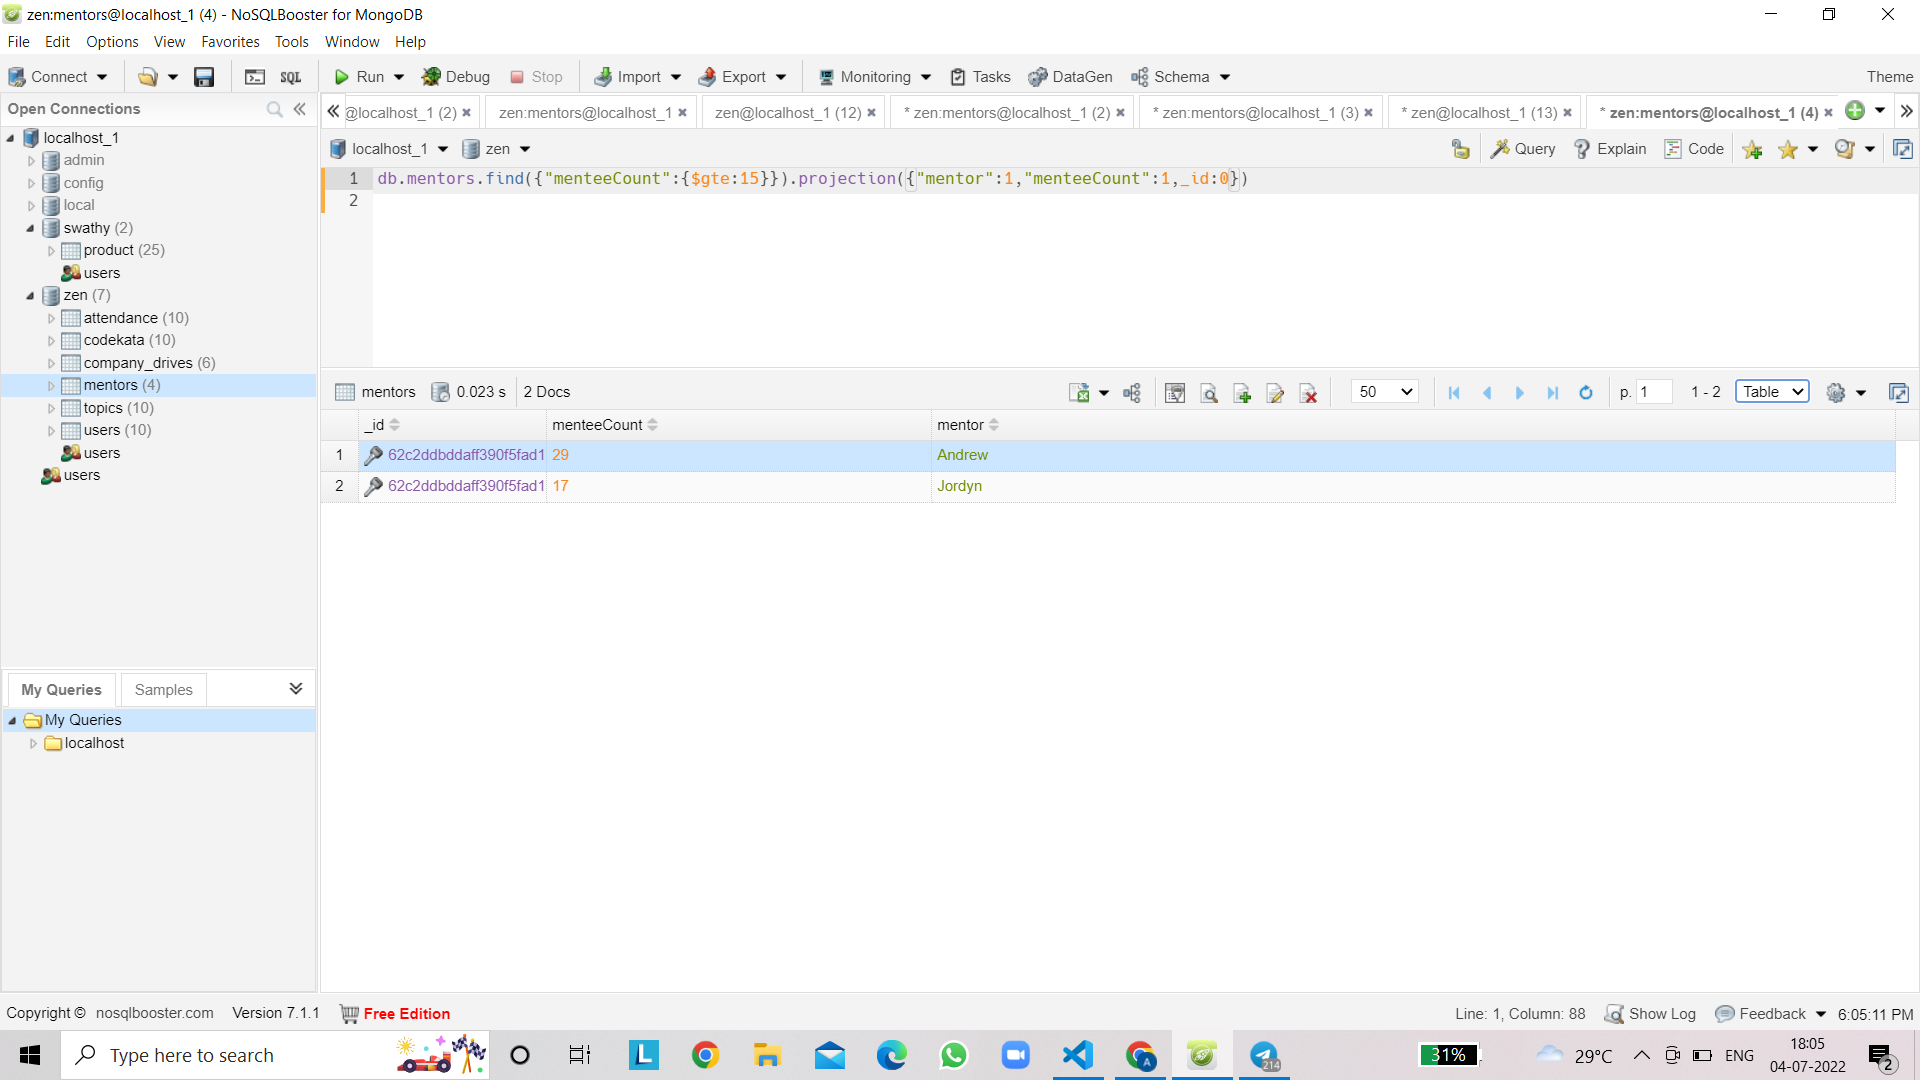 zen:mentors@localhost_1 (4) - NoSQLBooster for MongoDB
File Edit Options View Favorites Tools Window Help
Connect SQL Run Debug Stop Import Export Monitoring Tasks DataGen Schema Theme
Open Connections
@localhost_1 (2) zen:mentors@localhost_1 zen@localhost_1 (12) * zen:mentors@localhost_1 (2) * zen:mentors@localhost_1 (3) * zen@localhost_1 (13) * zen:mentors@localhost_1 (4)
localhost_1 zen Query Explain Code
localhost_1
admin
config
local
swathy (2)
product (25)
users
zen (7)
attendance (10)
codekata (10)
company_drives (6)
mentors (4)
topics (10)
users (10)
users
users
1 db.mentors.find({"menteeCount":{$gte:15}}).projection({"mentor":1,"menteeCount":1,_id:0})
2
mentors 0.023 s 2 Docs 50 p. 1 1 - 2 Table
_id menteeCount mentor
1 62c2ddbddaff390f5fad1 29 Andrew
2 62c2ddbddaff390f5fad1 17 Jordyn
My Queries Samples
My Queries
localhost
Copyright © nosqlbooster.com Version 7.1.1 Free Edition Line: 1, Column: 88 Show Log Feedback 6:05:11 PM
Type here to search L A 214 31% 29°C ENG 18:05
04-07-2022 2